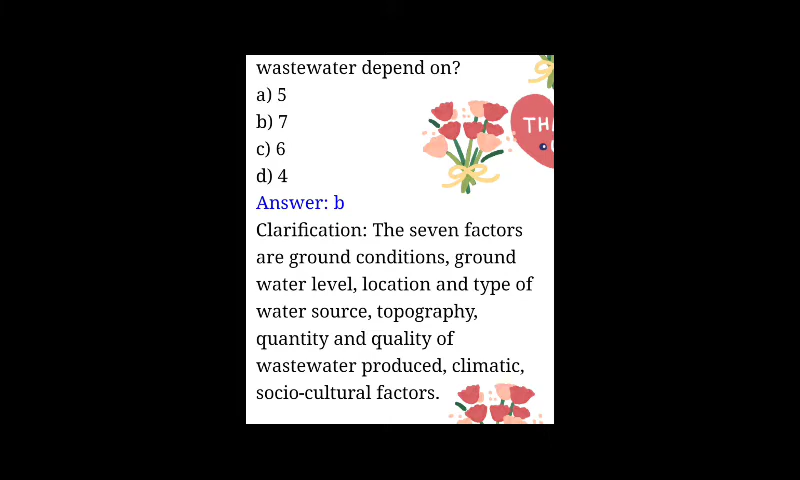 wastewater depend on?
a) 5
b) 7
c) 6
d) 4
Answer: b
Clarification: The seven factors
are ground conditions, ground
water level, location and type of
water source, topography,
quantity and quality of
wastewater produced, climatic,
socio-cultural factors.